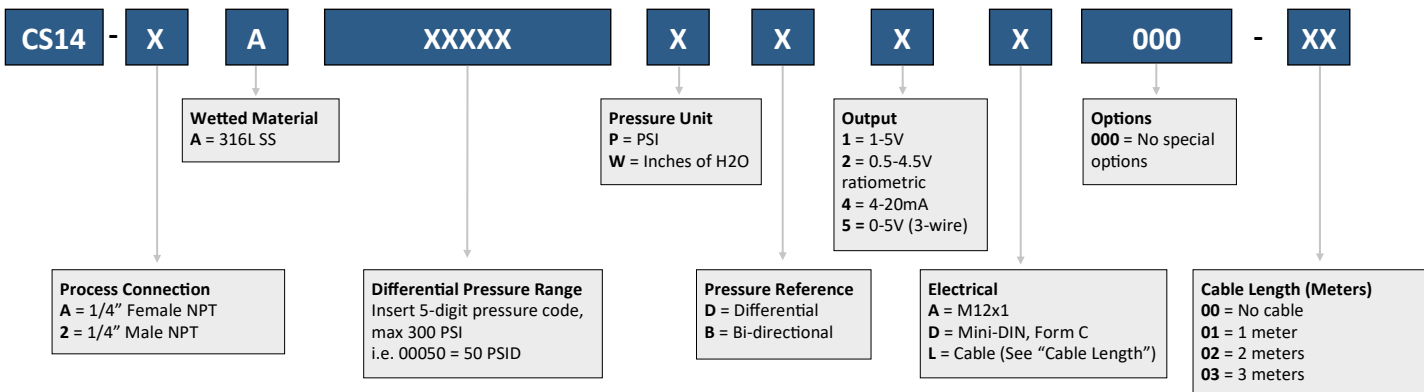 CS14 - X A XXXXX X X X X 000 - XX
Wetted Material
A = 316L SS
Pressure Unit
P = PSI
W = Inches of H2O
Output
1 = 1-5V
2 = 0.5-4.5V
ratiometric
4 = 4-20mA
5 = 0-5V (3-wire)
Options
000 = No special
options
Process Connection
A = 1/4” Female NPT
2 = 1/4” Male NPT
Differential Pressure Range
Insert 5-digit pressure code,
max 300 PSI
i.e. 00050 = 50 PSID
Pressure Reference
D = Differential
B = Bi-directional
Electrical
A = M12x1
D = Mini-DIN, Form C
L = Cable (See “Cable Length”)
Cable Length (Meters)
00 = No cable
01 = 1 meter
02 = 2 meters
03 = 3 meters